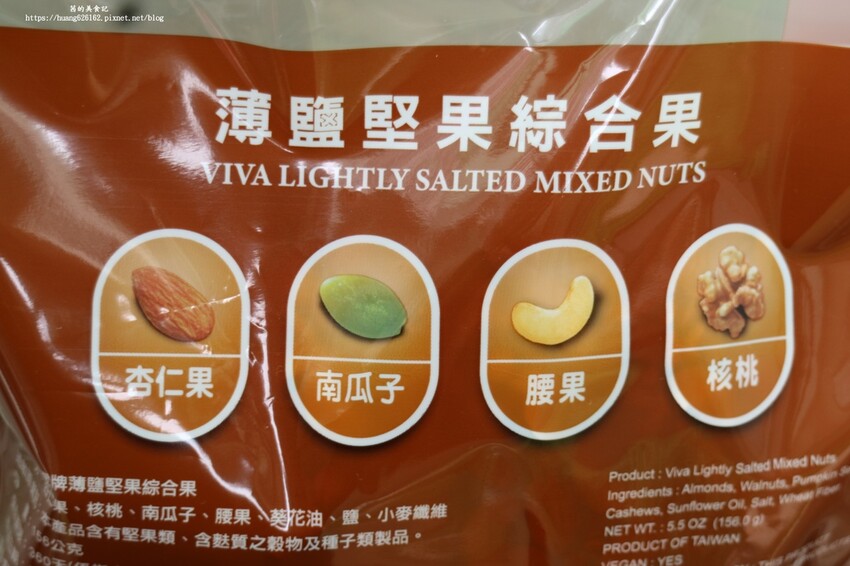 茜的美食記
https://huang626162.pixnet.net/blog
薄鹽堅果綜合果
VIVA LIGHTLY SALTED MIXED NUTS
杏仁果
南瓜子
腰果
核桃
牌薄鹽堅果綜合果
果、核桃、南瓜子、腰果、葵花油、鹽、小麥纖維
本產品含有堅果類、含麩質之穀物及種子類製品。
公克
Product : Viva Lightly Salted Mixed Nuts
Ingredients : Almonds, Walnuts, Pumpkin
Cashews, Sunflower Oil, Salt, Wheat Fiber
NET WT. : 5.5 OZ (156.0 g)
PRODUCT OF TAIWAN
VEGAN : YES